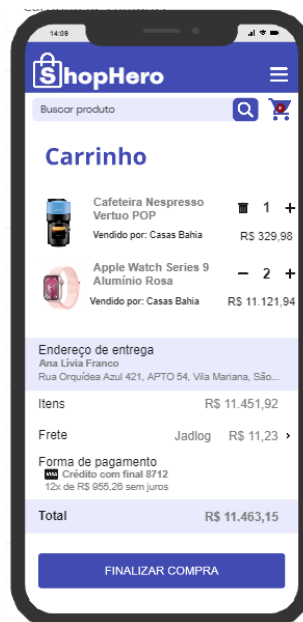 14:09
ShopHero
Buscar produto
Carrinho
Cafeteira Nespresso
Vertuo POP
1 +
Vendido por: Casas Bahia
R$ 329,98
Apple Watch Series 9
Alumínio Rosa
− 2 +
Vendido por: Casas Bahia
R$ 11.121,94
Endereço de entrega
Ana Lívia Franco
Rua Orquídea Azul 421, APTO 54, Vila Mariana, São...
Itens R$ 11.451,92
Frete Jadlog R$ 11,23 ›
Forma de pagamento
VISA Crédito com final 8712
12x de R$ 955,26 sem juros
Total R$ 11.463,15
FINALIZAR COMPRA